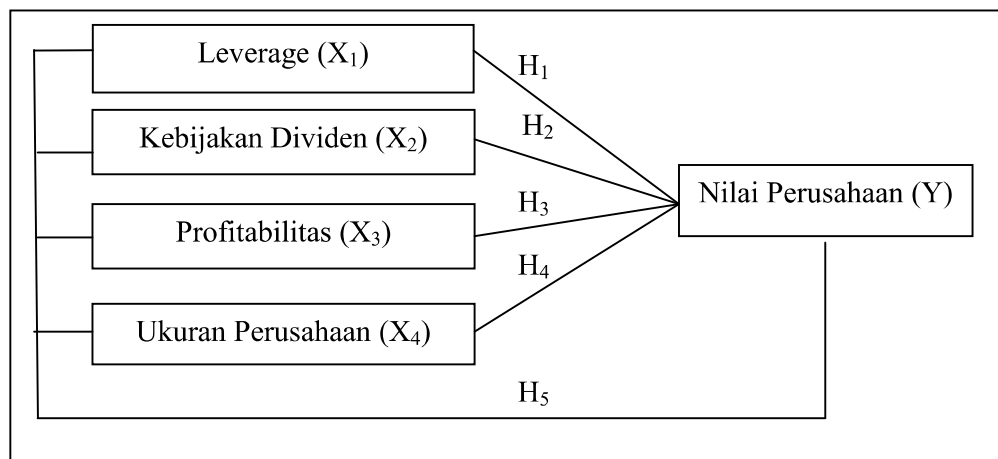 Leverage (X₁)
H₁
Kebijakan Dividen (X₂)
H₂
Nilai Perusahaan (Y)
Profitabilitas (X₃)
H₃
H₄
Ukuran Perusahaan (X₄)
H₅